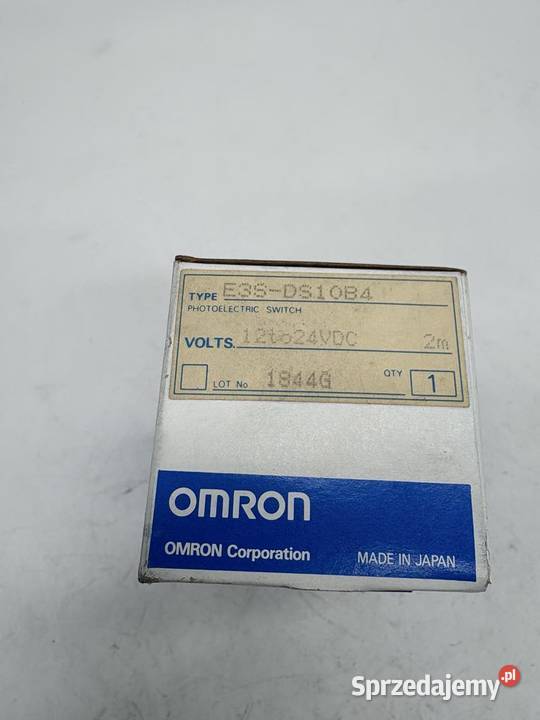 TYPE E3S-DS10B4
PHOTOELECTRIC SWITCH
VOLTS. 12to24VDC 2m
LOT No 1844G QTY 1
OMRON
OMRON Corporation MADE IN JAPAN
Sprzedajemy.pl